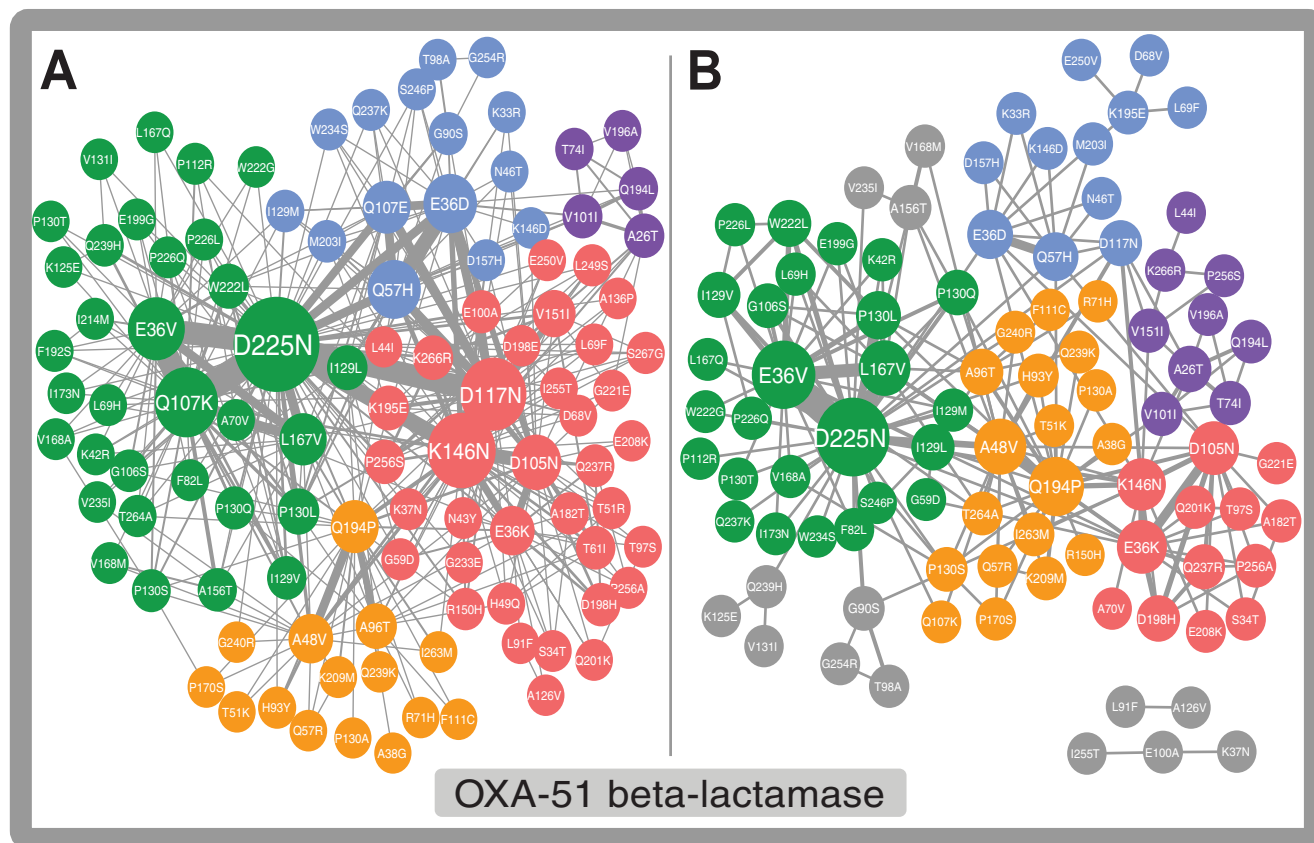 A
T98A
G254R
S246P
Q237K
K33R
W234S
G90S
L167Q
V196A
T74I
V131I
P112R
W222G
N46T
Q194L
I129M
Q107E
E36D
V101I
P130T
E199G
K146D
A26T
Q239H
P226L
M203I
P226Q
D157H
E250V
K125E
L249S
W222L
Q57H
A136P
I214M
E36V
E100A
V151I
F192S
D225N
L44I
K266R
D198E
L69F
S267G
I129L
I173N
L69H
Q107K
K195E
D117N
I255T
G221E
A70V
D68V
V168A
L167V
K146N
E208K
K42R
G106S
P256S
D105N
Q237R
F82L
V235I
T264A
P130Q
P130L
K37N
N43Y
A182T
T51R
Q194P
E36K
T61I
T97S
V168M
G59D
G233E
P130S
A156T
I129V
R150H
H49Q
D198H
P256A
G240R
A48V
A96T
I263M
L91F
S34T
Q201K
P170S
K209M
Q239K
T51K
H93Y
A126V
Q57R
P130A
R71H
F111C
A38G
B
E250V
D68V
K195E
L69F
K33R
V168M
D157H
K146D
M203I
V235I
A156T
N46T
L44I
P226L
W222L
E36D
Q57H
D117N
E199G
K42R
K266R
P256S
L69H
I129V
G106S
P130Q
P130L
F111C
R71H
V196A
G240R
V151I
Q194L
L167Q
E36V
L167V
Q239K
A96T
H93Y
A26T
P130A
T74I
W222G
P226Q
I129M
V101I
D225N
T51K
A48V
I129L
A38G
D105N
P112R
P130T
V168A
Q194P
K146N
G221E
S246P
G59D
Q237K
I173N
W234S
F82L
T264A
I263M
Q201K
T97S
A182T
E36K
Q239H
P130S
Q57R
K209M
R150H
Q237R
P256A
K125E
G90S
Q107K
P170S
A70V
D198H
E208K
S34T
V131I
G254R
T98A
L91F
A126V
I255T
E100A
K37N
OXA-51 beta-lactamase